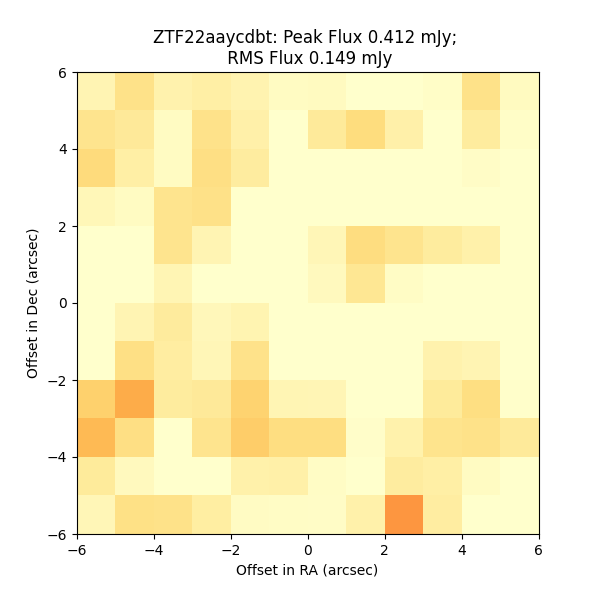 ZTF22aaycdbt: Peak Flux 0.412 mJy;
RMS Flux 0.149 mJy
6
4
2
0
−2
−4
−6
Offset in Dec (arcsec)
−6 −4 −2 0 2 4 6
Offset in RA (arcsec)